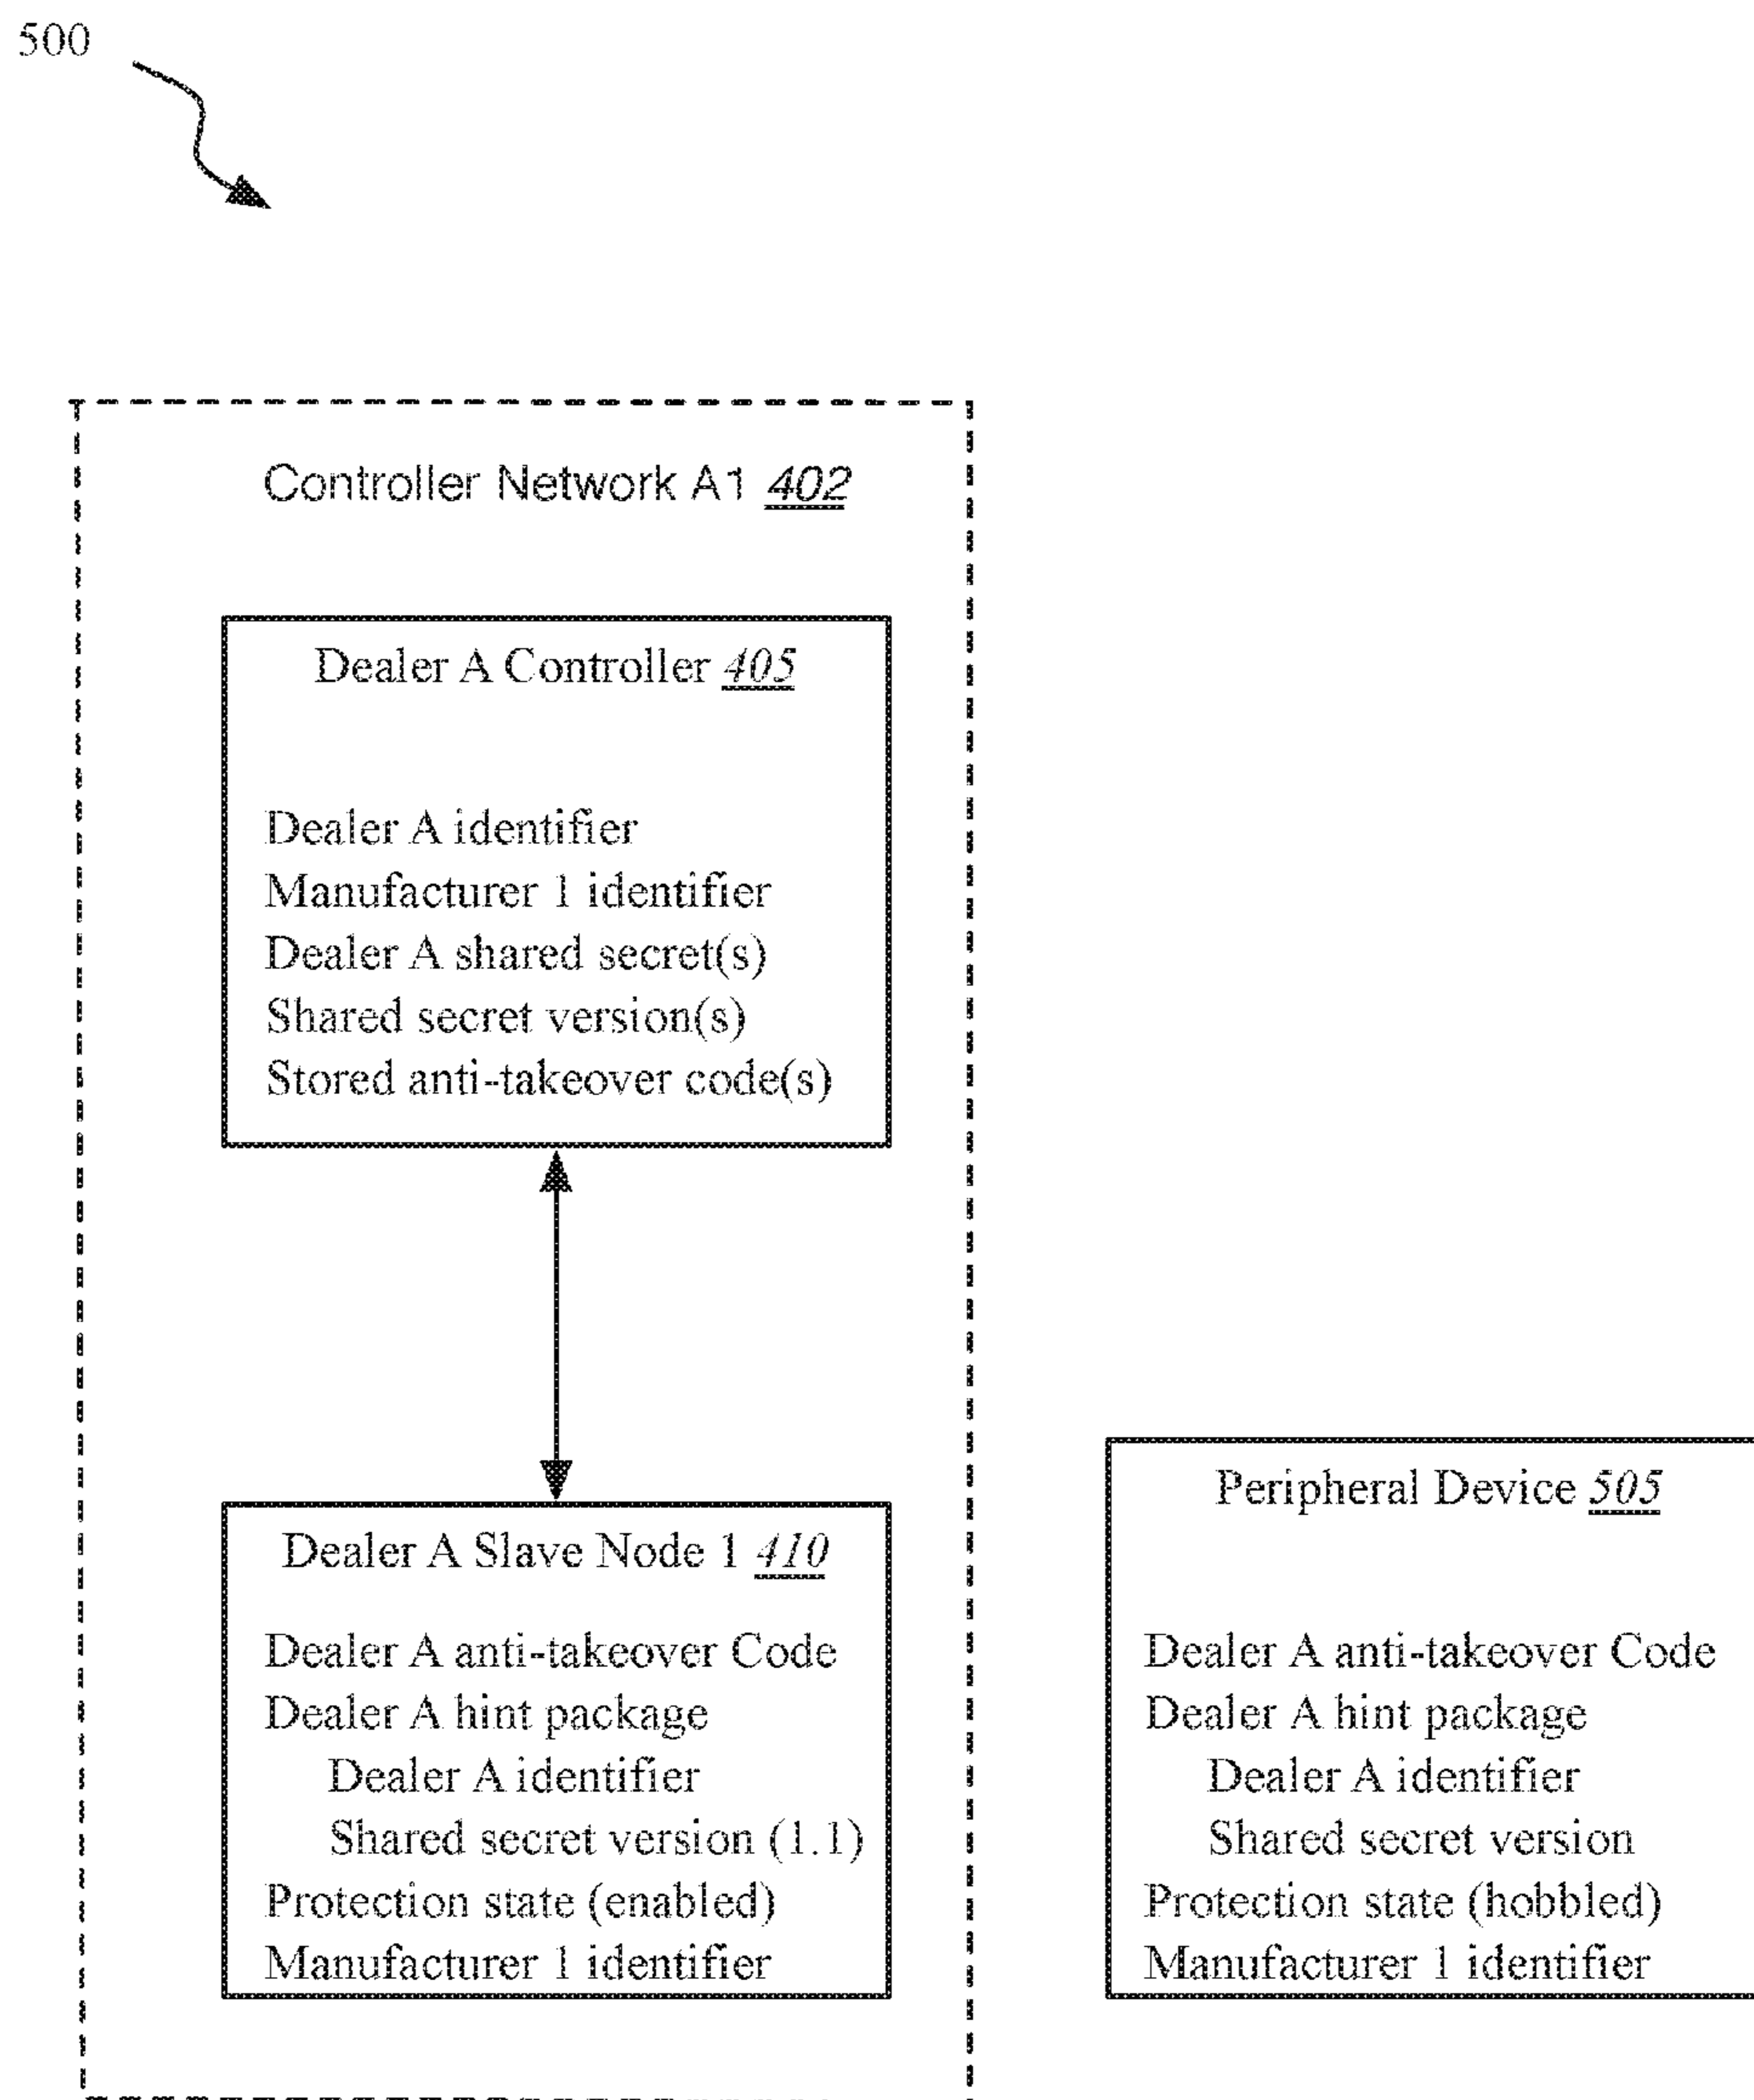 500
Controller Network A1 402
Dealer A Controller 405
Dealer A identifier
Manufacturer 1 identifier
Dealer A shared secret(s)
Shared secret version(s)
Stored anti-takeover code(s)
Dealer A Slave Node 1 410
Dealer A anti-takeover Code
Dealer A hint package
Dealer A identifier
Shared secret version (1.1)
Protection state (enabled)
Manufacturer 1 identifier
Peripheral Device 505
Dealer A anti-takeover Code
Dealer A hint package
Dealer A identifier
Shared secret version
Protection state (hobbled)
Manufacturer 1 identifier